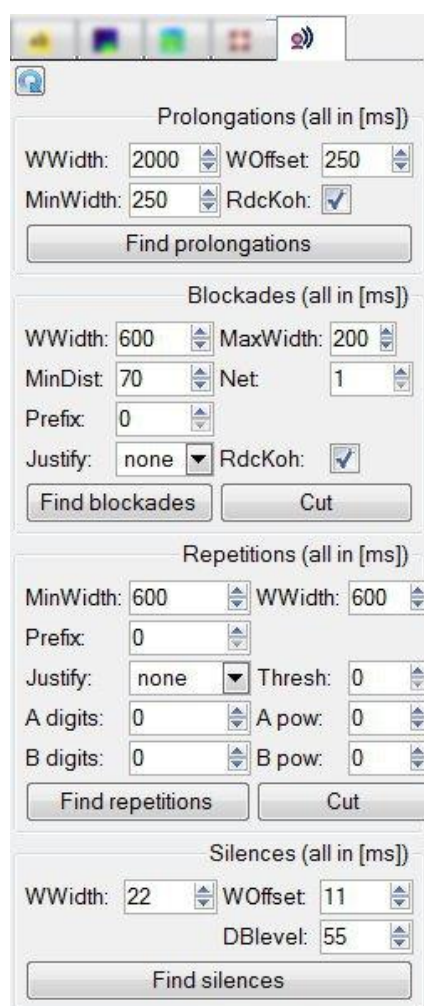 Prolongations (all in [ms])
WWidth: 2000 WOffset: 250
MinWidth: 250 RdcKoh:
Find prolongations
Blockades (all in [ms])
WWidth: 600 MaxWidth: 200
MinDist: 70 Net: 1
Prefix: 0
Justify: none RdcKoh:
Find blockades Cut
Repetitions (all in [ms])
MinWidth: 600 WWidth: 600
Prefix: 0
Justify: none Thresh: 0
A digits: 0 A pow: 0
B digits: 0 B pow: 0
Find repetitions Cut
Silences (all in [ms])
WWidth: 22 WOffset: 11
DBlevel: 55
Find silences